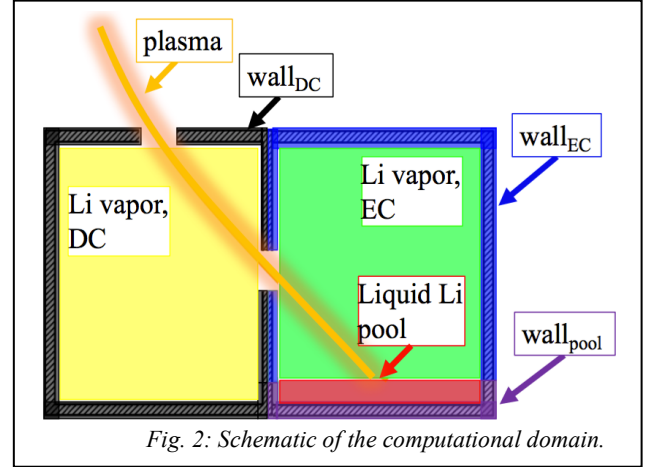 plasma
wall_DC
wall_EC
Li vapor,
DC
Li vapor,
EC
Liquid Li
pool
wall_pool
Fig. 2: Schematic of the computational domain.